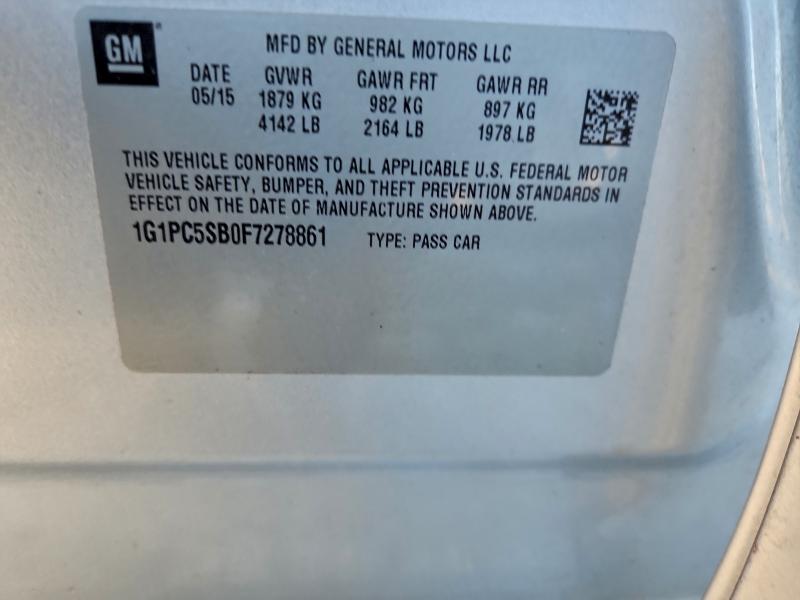 GM ®
MFD BY GENERAL MOTORS LLC
DATE GVWR GAWR FRT GAWR RR
05/15 1879 KG 982 KG 897 KG
4142 LB 2164 LB 1978 LB
THIS VEHICLE CONFORMS TO ALL APPLICABLE U.S. FEDERAL MOTOR
VEHICLE SAFETY, BUMPER, AND THEFT PREVENTION STANDARDS IN
EFFECT ON THE DATE OF MANUFACTURE SHOWN ABOVE.
1G1PC5SB0F7278861 TYPE: PASS CAR